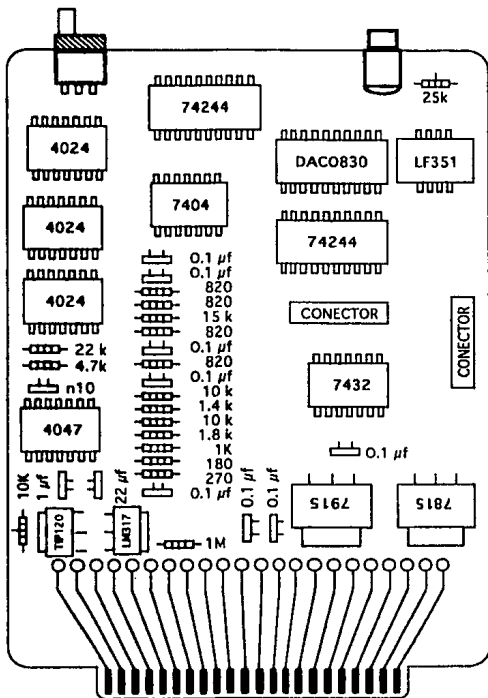 74244
25k
4024
DAC0830
LF351
7404
4024
74244
0.1 µf
0.1 µf
820
820
15 k
820
0.1 µf
820
0.1 µf
10 k
1.4 k
10 k
1.8 k
1K
180
270
0.1 µf
4024
CONECTOR
CONECTOR
22 k
4.7k
n10
7432
4047
0.1 µf
10K
1 µf
22 µf
0.1 µf
0.1 µf
7915
7815
TIP120
LM317
1M